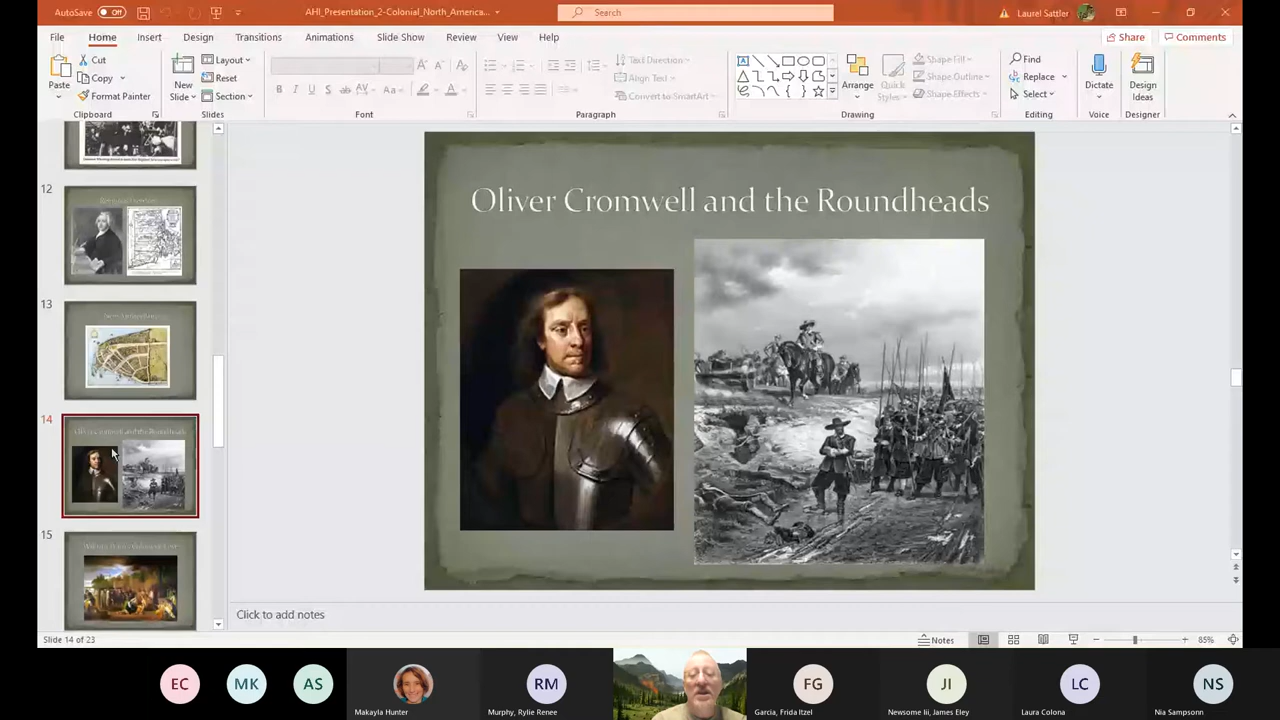 AutoSave Off
AHI_Presentation_2-Colonial_North_America...
Search
Laurel Sattler
File Home Insert Design Transitions Animations Slide Show Review View Help
Share Comments
Paste
Cut
Copy
Format Painter
Clipboard
New
Slide
Layout
Reset
Section
Slides
Font
Text Direction
Align Text
Convert to SmartArt
Paragraph
Arrange
Quick
Styles
Shape Fill
Shape Outline
Shape Effects
Drawing
Find
Replace
Select
Editing
Dictate
Voice
Design
Ideas
Designer
12
13
14
Oliver Cromwell and the Roundheads
15
Oliver Cromwell and the Roundheads
Click to add notes
Slide 14 of 23
Notes
85%
EC
MK
AS
Makayla Hunter
RM
Murphy, Rylie Renee
FG
Garcia, Frida Itzel
JI
Newsome Iii, James Eley
LC
Laura Colona
NS
Nia Sampsonn